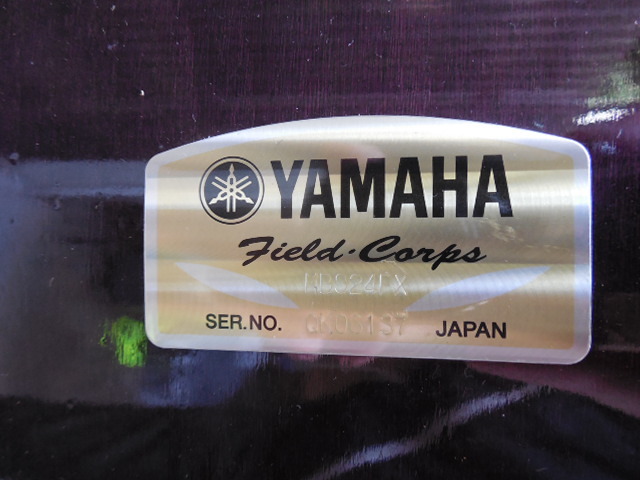 YAMAHA
Field·Corps
SER.NO. JAPAN